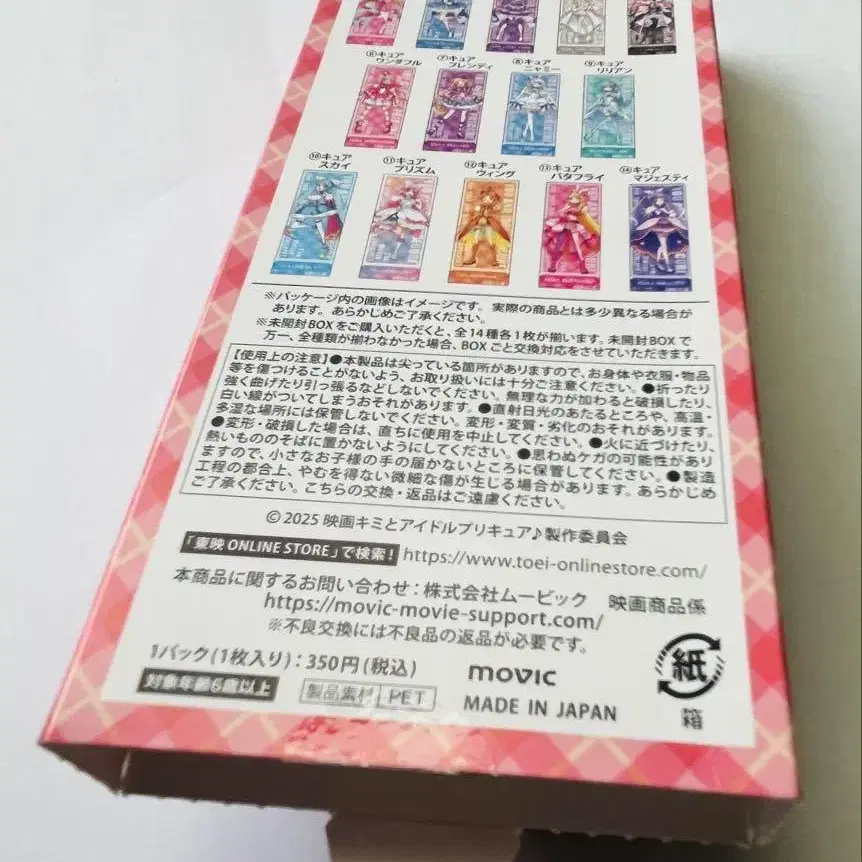 ⑥キュア
ワンダフル
⑦キュア
フレンディ
⑧キュア
ニャミー
⑨キュア
リリアン
⑩キュア
スカイ
⑪キュア
プリズム
⑫キュア
ウィング
⑬キュア
バタフライ
⑭キュア
マジェスティ
※パッケージ内の画像はイメージです。実際の商品とは多少異なる場合が
あります。あらかじめご了承ください。
※未開封BOXをご購入いただくと、全14種各1枚が揃います。未開封BOXで
万一、全種類が揃わなかった場合、BOXごと交換対応をさせていただきます。
【使用上の注意】●本製品は尖っている箇所がありますので、お身体や衣服・物品
等を傷つけることがないよう、お取り扱いには十分ご注意ください。●折ったり
強く曲げたり引っ張るなどしないでください。無理な力が加わると破損したり、
白い線がついてしまうおそれがあります。●直射日光のあたるところや、高温・
多湿な場所には保管しないでください。変形・変質・劣化のおそれがあります。
●変形・破損した場合は、直ちに使用を中止してください。●火に近づけたり、
熱いもののそばに置かないようにしてください。●思わぬケガの可能性があり
ますので、小さなお子様の手の届かないところに保管してください。●製造
工程の都合上、やむを得ない微細な傷が生じる場合があります。あらかじめ
ご了承ください。こちらの交換・返品はご遠慮ください。
© 2025 映画キミとアイドルプリキュア♪製作委員会
「東映 ONLINE STORE」で検索! https://www.toei-onlinestore.com/
本商品に関するお問い合わせ:株式会社ムービック 映画商品係
https://movic-movie-support.com/
※不良交換には不良品の返品が必要です。
1パック(1枚入り):350円(税込)
movic
対象年齢6歳以上
製品素材 PET
MADE IN JAPAN
紙
箱